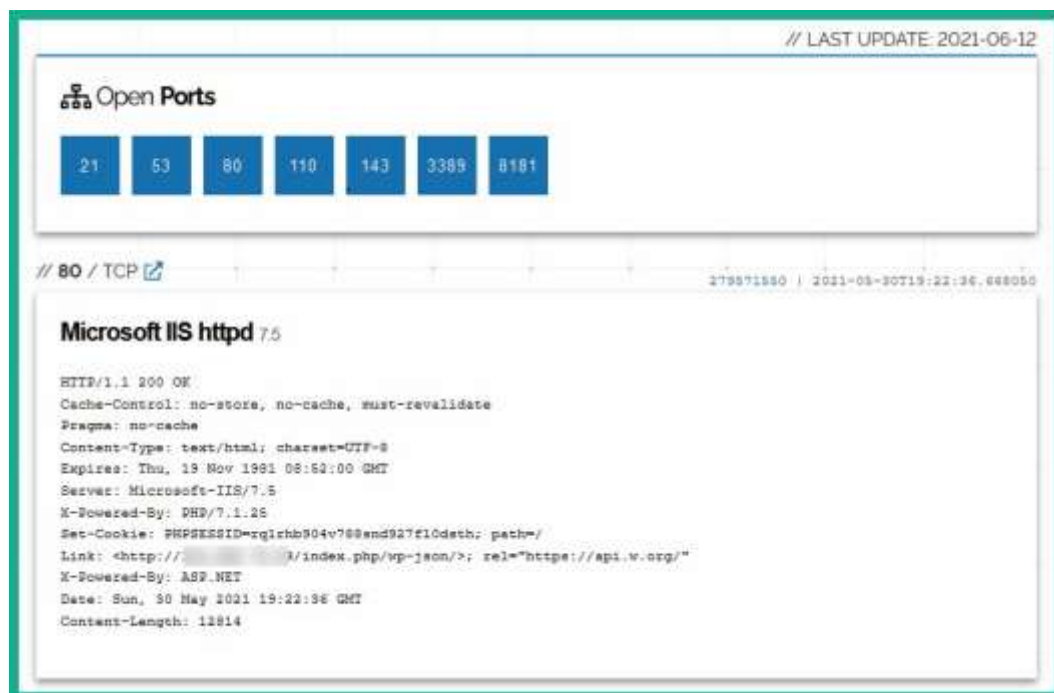 // LAST UPDATE: 2021-06-12
Open Ports
21 53 80 110 143 3389 8181
// 80 / TCP
279571550 | 2021-05-30T19:22:36.668050
Microsoft IIS httpd 7.5
HTTP/1.1 200 OK
Cache-Control: no-store, no-cache, must-revalidate
Pragma: no-cache
Content-Type: text/html; charset=UTF-8
Expires: Thu, 19 Nov 1981 08:52:00 GMT
Server: Microsoft-IIS/7.5
X-Powered-By: PHP/7.1.25
Set-Cookie: path=/
Link: <http:// /index.php/wp-json/>; rel="https://api.w.org/"
X-Powered-By: ASP.NET
Date: Sun, 30 May 2021 19:22:36 GMT
Content-Length: 12814